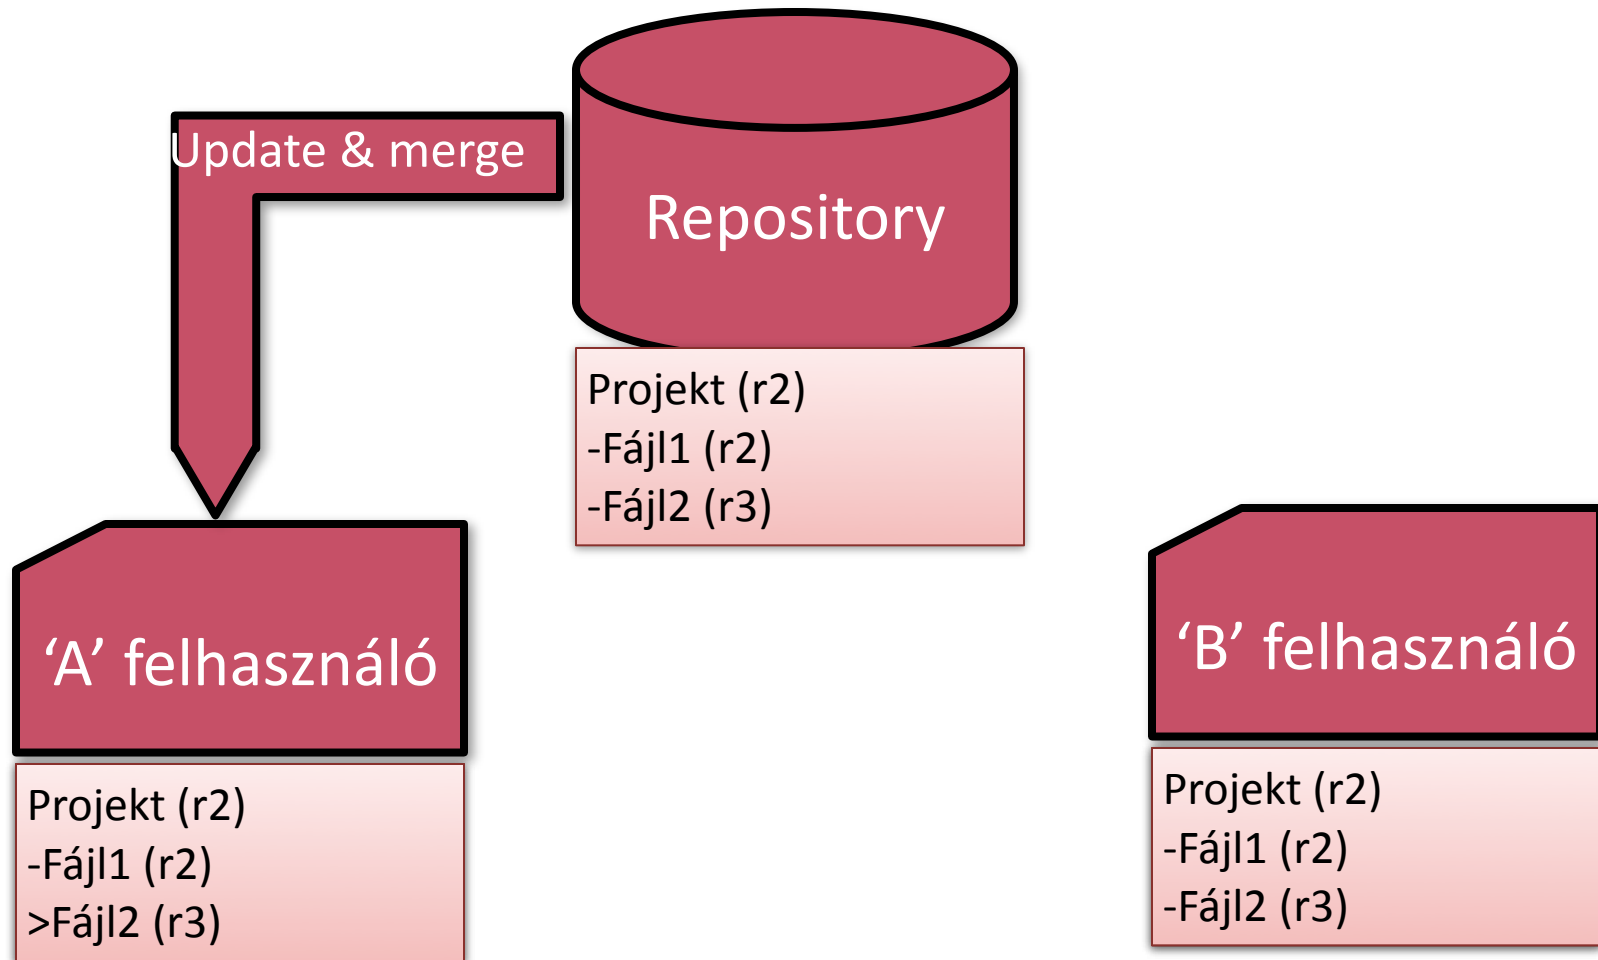 Update & merge
Repository
Projekt (r2)
-Fájl1 (r2)
-Fájl2 (r3)
‘A’ felhasználó
Projekt (r2)
-Fájl1 (r2)
>Fájl2 (r3)
‘B’ felhasználó
Projekt (r2)
-Fájl1 (r2)
-Fájl2 (r3)